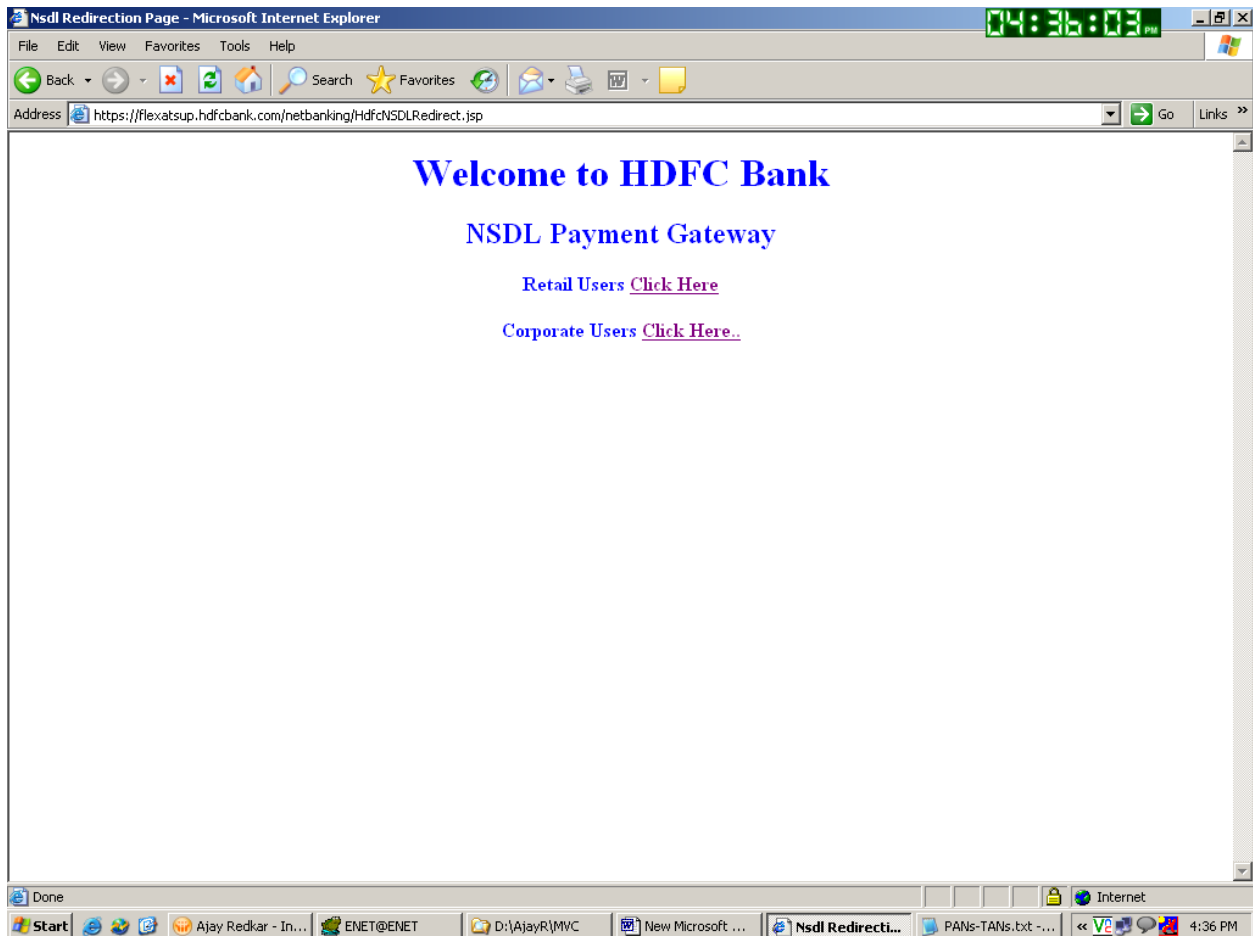 Nsdl Redirection Page - Microsoft Internet Explorer
04:36:03 PM
File Edit View Favorites Tools Help
Back Search Favorites
Address https://flexatsup.hdfcbank.com/netbanking/HdfcNSDLRedirect.jsp Go Links »
Welcome to HDFC Bank
NSDL Payment Gateway
Retail Users Click Here
Corporate Users Click Here..
Done Internet
Start Ajay Redkar - In... ENET@ENET D:\AjayR\MVC New Microsoft ... Nsdl Redirecti... PANs-TANs.txt -... « 4:36 PM